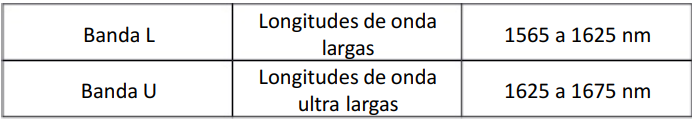 Banda L
Longitudes de onda
largas
1565 a 1625 nm
Banda U
Longitudes de onda
ultra largas
1625 a 1675 nm